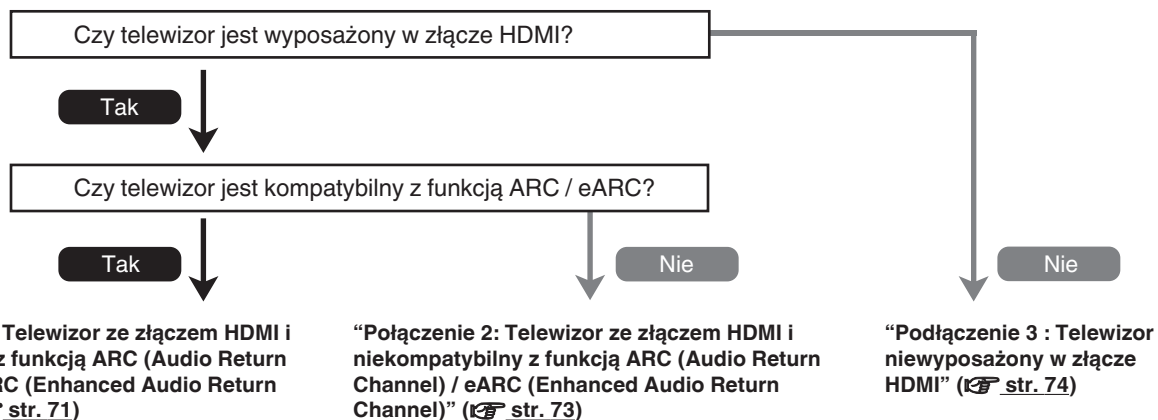 Czy telewizor jest wyposażony w złącze HDMI?
Tak
Czy telewizor jest kompatybilny z funkcją ARC / eARC?
Tak
Nie
Nie
Telewizor ze złączem HDMI i
z funkcją ARC (Audio Return
(Enhanced Audio Return
str. 71)
“Połączenie 2: Telewizor ze złączem HDMI i
niekompatybilny z funkcją ARC (Audio Return
Channel) / eARC (Enhanced Audio Return
Channel)” (☞ str. 73)
“Podłączenie 3 : Telewizor
niewyposażony w złącze
HDMI” (☞ str. 74)